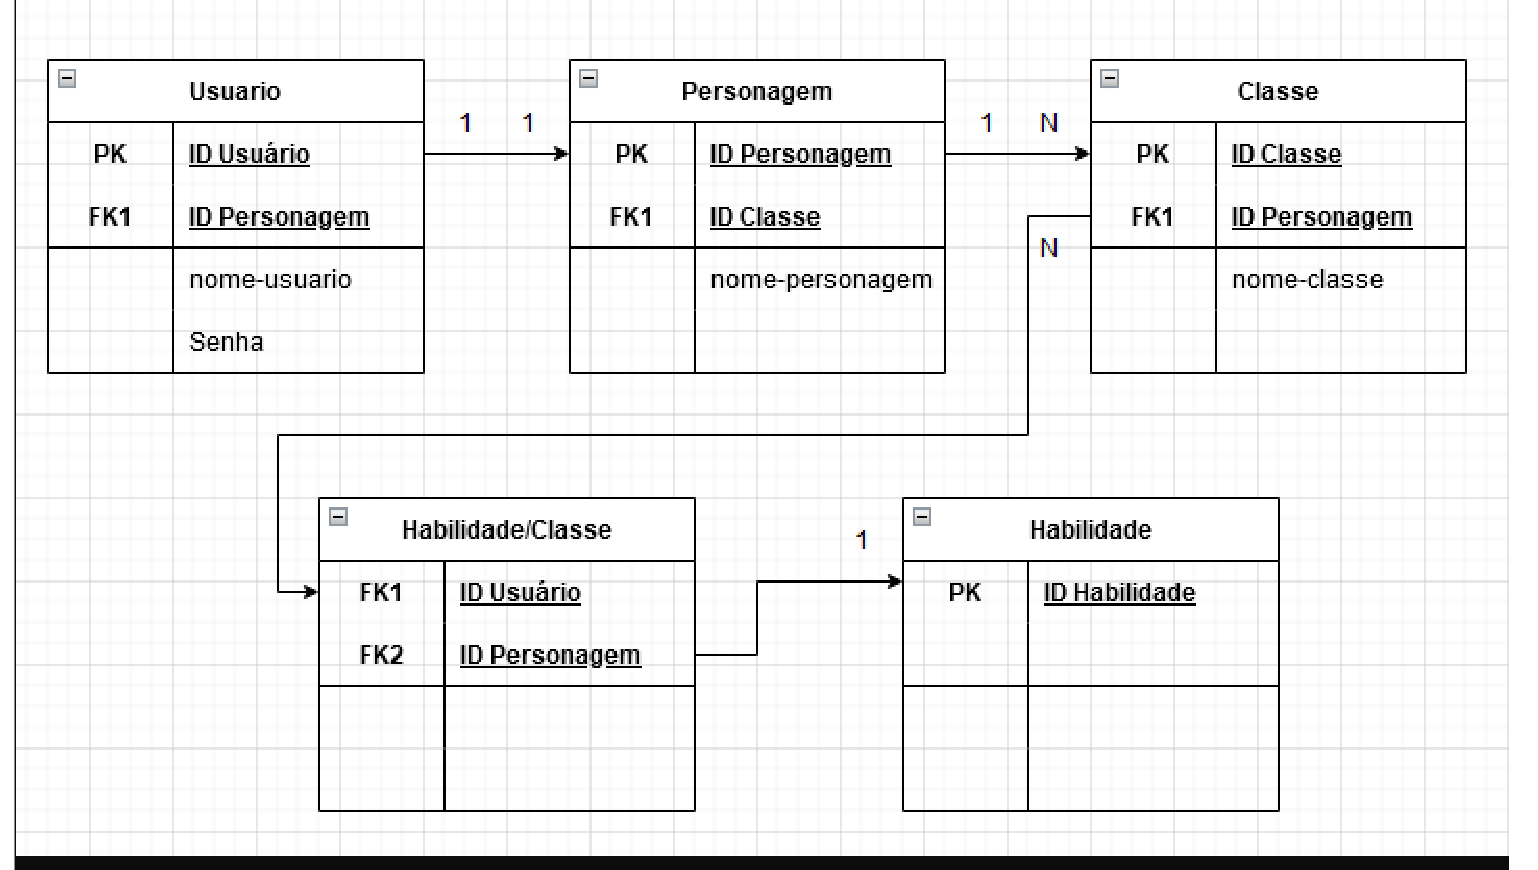 Usuario
PK ID Usuário
FK1 ID Personagem
nome-usuario
Senha
1 1
Personagem
PK ID Personagem
FK1 ID Classe
nome-personagem
1 N
Classe
PK ID Classe
FK1 ID Personagem
nome-classe
N
Habilidade/Classe
FK1 ID Usuário
FK2 ID Personagem
1
Habilidade
PK ID Habilidade